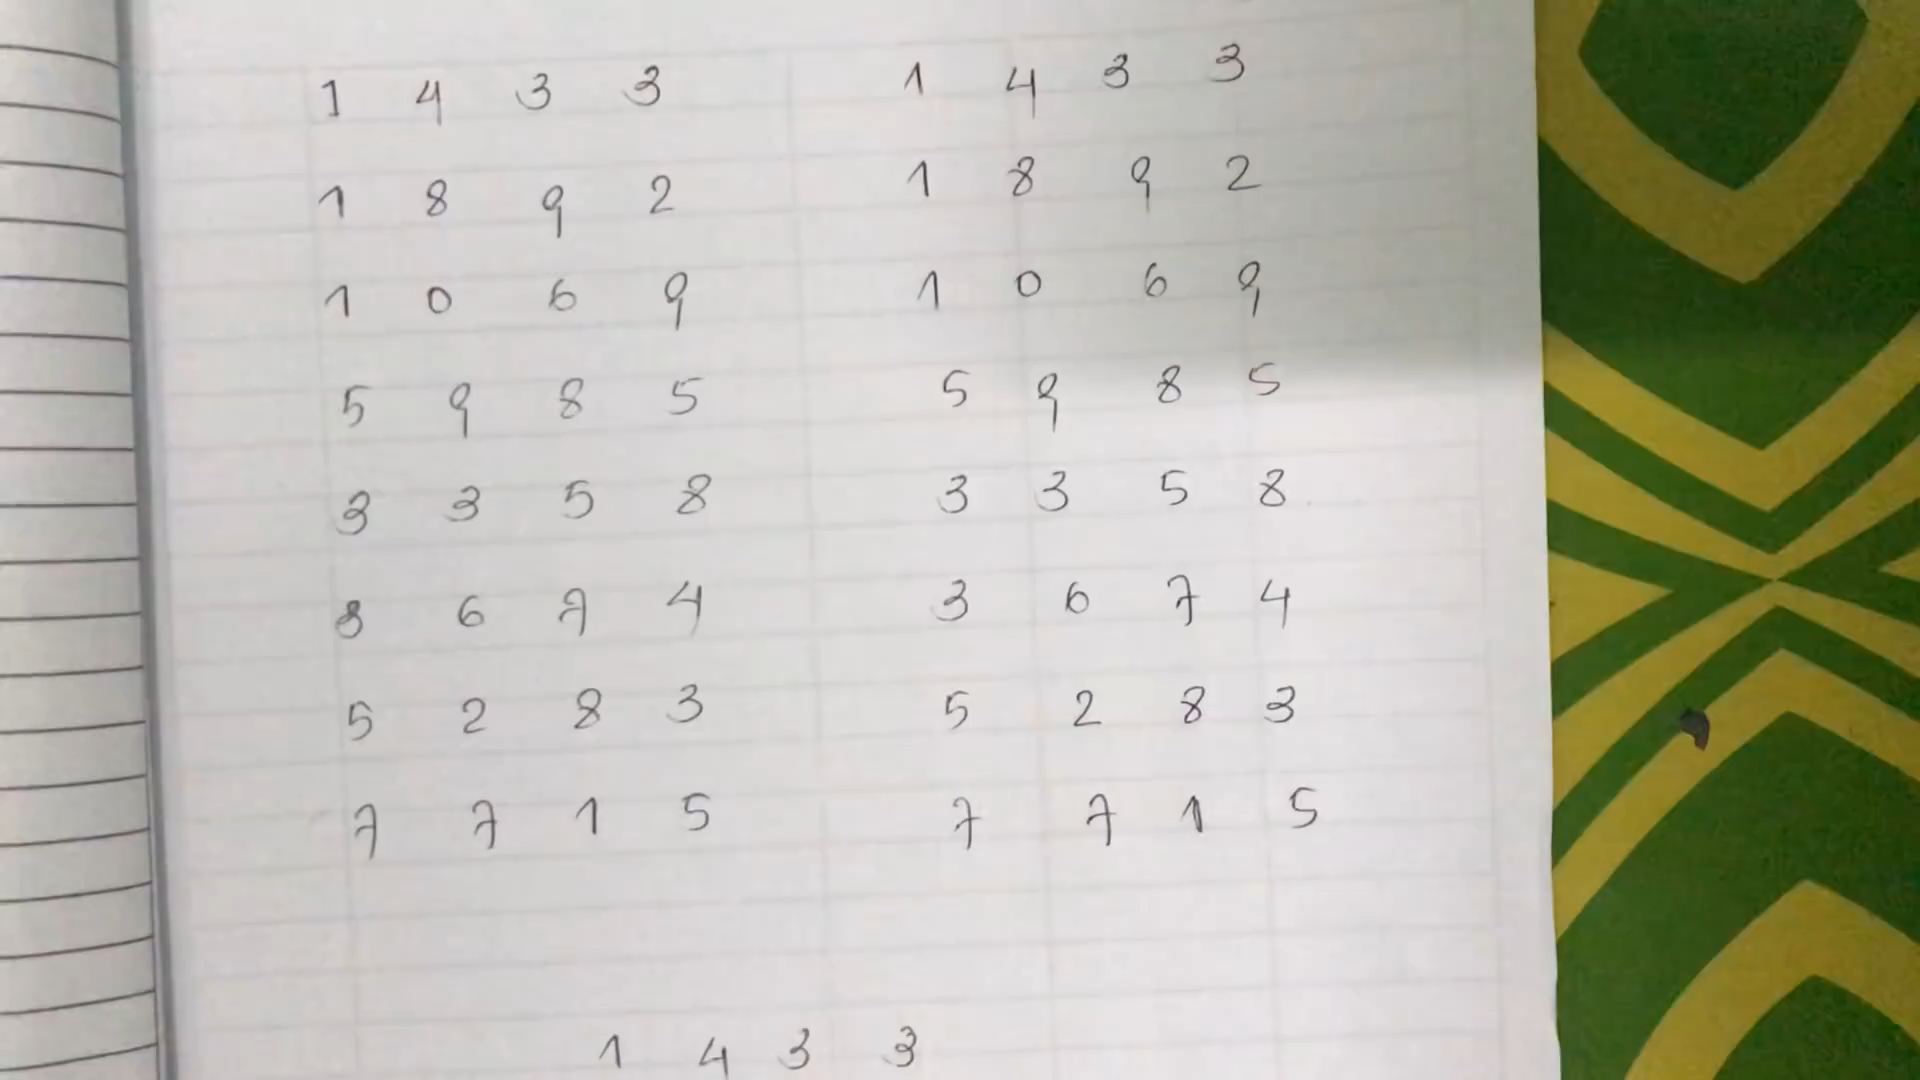 1 4 3 3 1 4 3 3
1 8 9 2 1 8 9 2
1 0 6 9 1 0 6 9
5 9 8 5 5 9 8 5
3 3 5 8 3 3 5 8
8 6 7 4 3 6 7 4
5 2 8 3 5 2 8 3
7 7 1 5 7 7 1 5
1 4 3 3